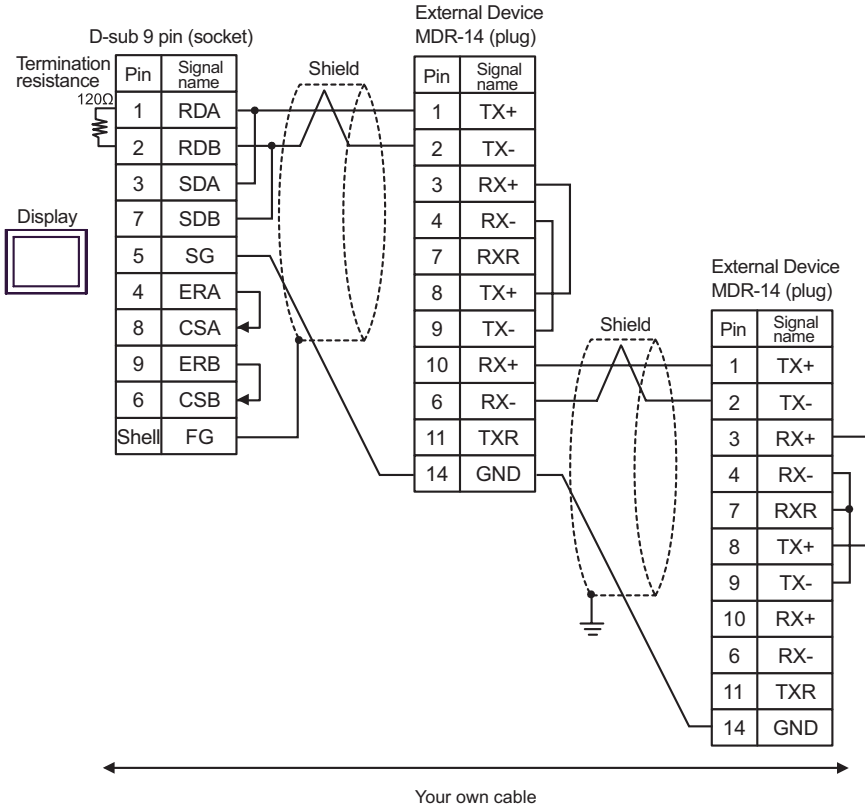 D-sub 9 pin (socket)
Termination
resistance
120Ω
Pin Signal name
1 RDA
2 RDB
3 SDA
7 SDB
5 SG
4 ERA
8 CSA
9 ERB
6 CSB
Shell FG
Display
Shield
External Device
MDR-14 (plug)
Pin Signal name
1 TX+
2 TX-
3 RX+
4 RX-
7 RXR
8 TX+
9 TX-
10 RX+
6 RX-
11 TXR
14 GND
Shield
External Device
MDR-14 (plug)
Pin Signal name
1 TX+
2 TX-
3 RX+
4 RX-
7 RXR
8 TX+
9 TX-
10 RX+
6 RX-
11 TXR
14 GND
Your own cable